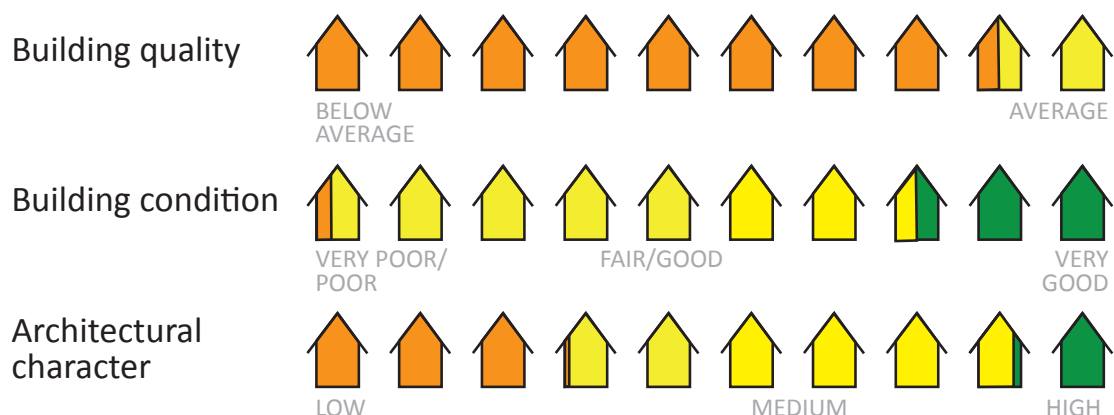 Building quality
BELOW
AVERAGE
AVERAGE
Building condition
VERY POOR/
POOR
FAIR/GOOD
VERY
GOOD
Architectural
character
LOW
MEDIUM
HIGH